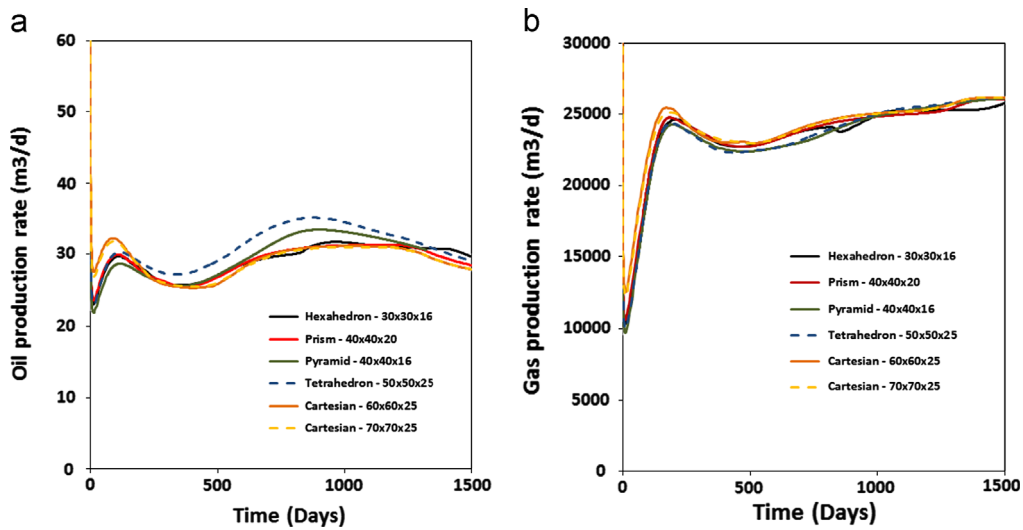 a
60
50
40
30
20
10
0
Oil production rate (m3/d)
Hexahedron - 30x30x16
Prism - 40x40x20
Pyramid - 40x40x16
Tetrahedron - 50x50x25
Cartesian - 60x60x25
Cartesian - 70x70x25
0 500 1000 1500
Time (Days)
b
30000
25000
20000
15000
10000
5000
0
Gas production rate (m3/d)
Hexahedron - 30x30x16
Prism - 40x40x20
Pyramid - 40x40x16
Tetrahedron - 50x50x25
Cartesian - 60x60x25
Cartesian - 70x70x25
0 500 1000 1500
Time (Days)